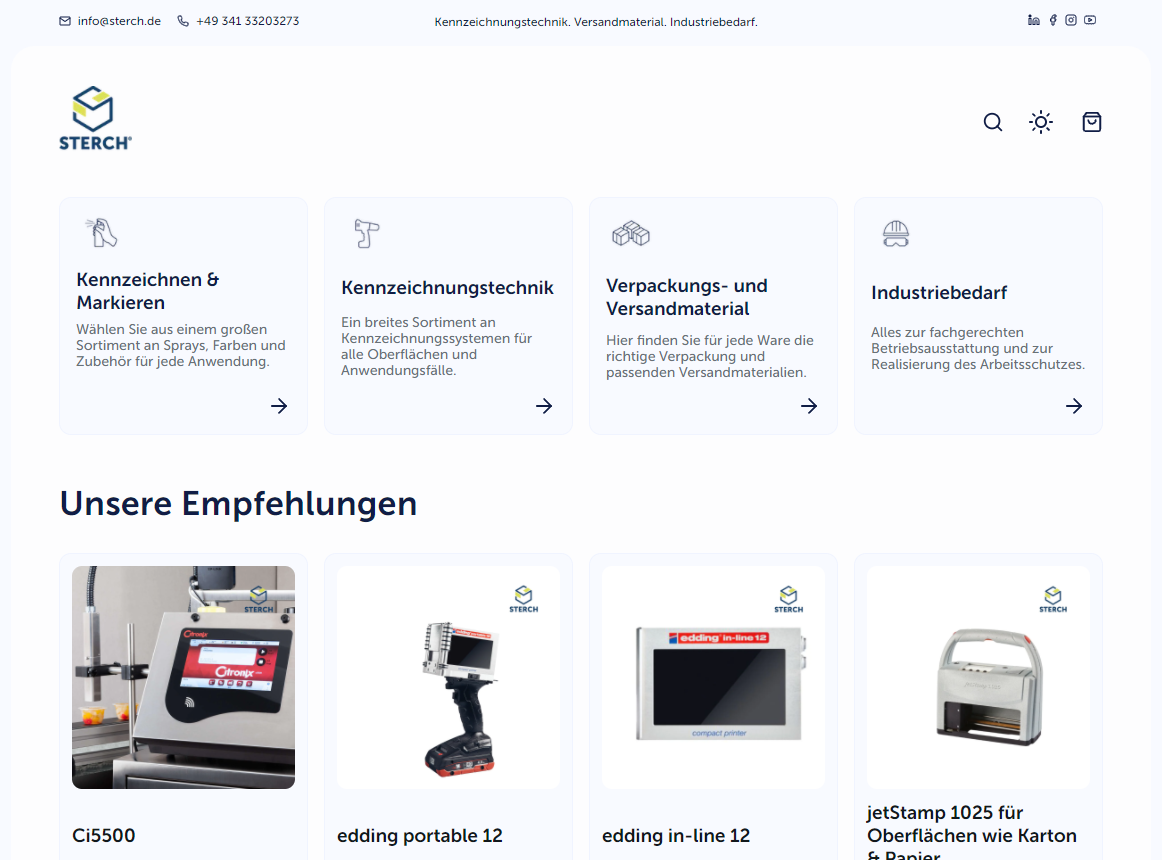 info@sterch.de
+49 341 33203273
Kennzeichnungstechnik. Versandmaterial. Industriebedarf.
STERCH®
Kennzeichnen &
Markieren
Wählen Sie aus einem großen
Sortiment an Sprays, Farben und
Zubehör für jede Anwendung.
Kennzeichnungstechnik
Ein breites Sortiment an
Kennzeichnungssystemen für
alle Oberflächen und
Anwendungsfälle.
Verpackungs- und
Versandmaterial
Hier finden Sie für jede Ware die
richtige Verpackung und
passenden Versandmaterialien.
Industriebedarf
Alles zur fachgerechten
Betriebsausstattung und zur
Realisierung des Arbeitsschutzes.
Unsere Empfehlungen
STERCH
Citronix
Citronix
Ci5500
STERCH
edding portable 12
STERCH
edding in-line 12
compact printer
edding in-line 12
STERCH
jetStamp 1025 für
Oberflächen wie Karton
& Papier